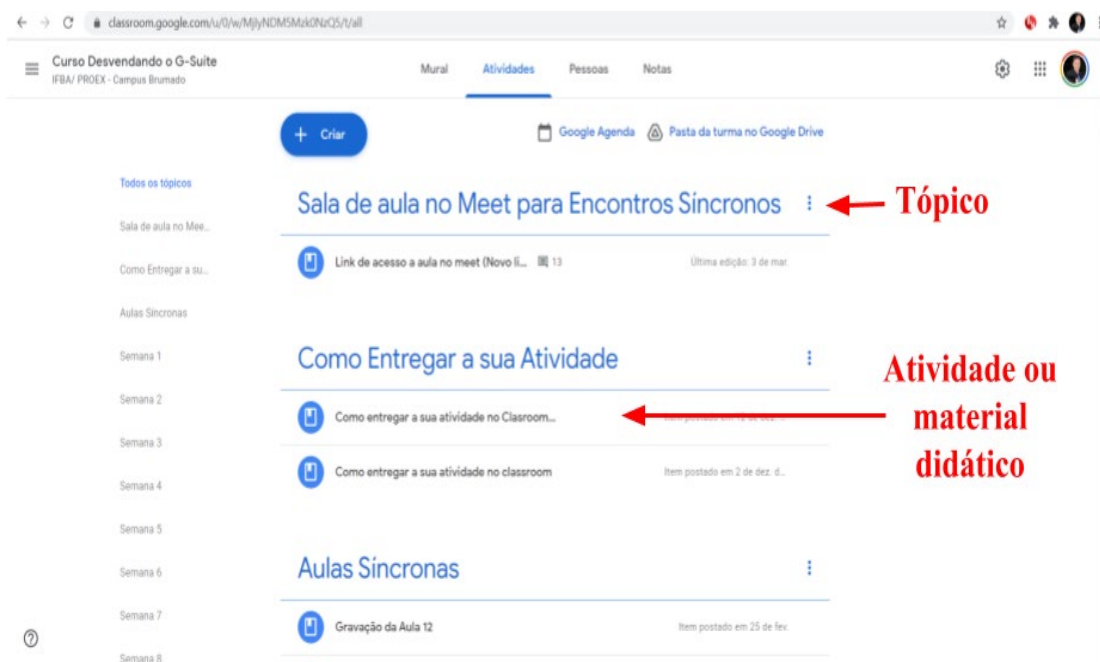 classroom.google.com/u/0/w/MjIyNDM5Mzk0NzQ5/t/all
Curso Desvendando o G-Suite
IFBA/ PROEX - Campus Brumado
Mural Atividades Pessoas Notas
+ Criar
Google Agenda Pasta da turma no Google Drive
Todos os tópicos
Sala de aula no Mee...
Como Entregar a su...
Aulas Síncronas
Semana 1
Semana 2
Semana 3
Semana 4
Semana 5
Semana 6
Semana 7
Semana 8
Sala de aula no Meet para Encontros Síncronos
Tópico
Link de acesso a aula no meet (Novo li... 13
Última edição: 3 de mar.
Como Entregar a sua Atividade
Atividade ou
material
didático
Como entregar a sua atividade no Clasroom...
Item postado em 12 de dez. ...
Como entregar a sua atividade no classroom
Item postado em 2 de dez. d...
Aulas Síncronas
Gravação da Aula 12
Item postado em 25 de fev.